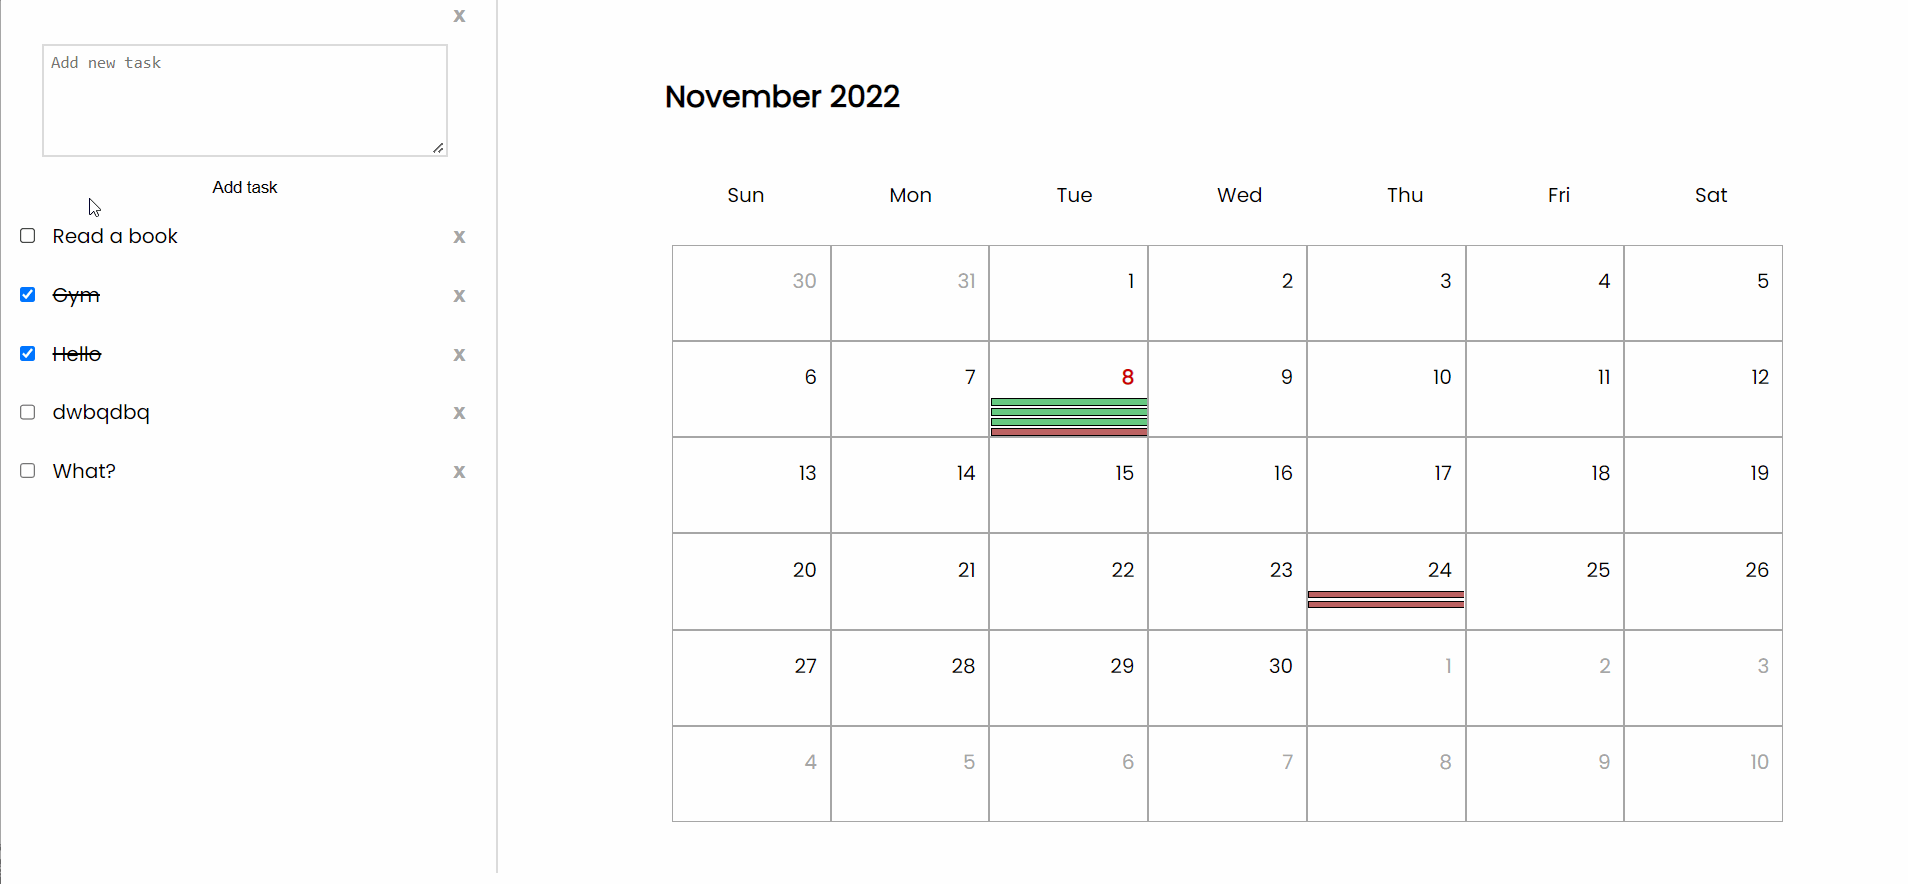 x
Add new task
Add task
Read a book x
Gym x
Hello x
dwbqdbq x
What? x
November 2022
Sun Mon Tue Wed Thu Fri Sat
30 31 1 2 3 4 5
6 7 8 9 10 11 12
13 14 15 16 17 18 19
20 21 22 23 24 25 26
27 28 29 30 1 2 3
4 5 6 7 8 9 10